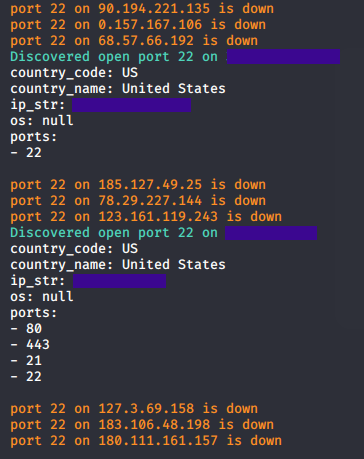 port 22 on 90.194.221.135 is down
port 22 on 0.157.167.106 is down
port 22 on 68.57.66.192 is down
Discovered open port 22 on
country_code: US
country_name: United States
ip_str:
os: null
ports:
- 22
port 22 on 185.127.49.25 is down
port 22 on 78.29.227.144 is down
port 22 on 123.161.119.243 is down
Discovered open port 22 on
country_code: US
country_name: United States
ip_str:
os: null
ports:
- 80
- 443
- 21
- 22
port 22 on 127.3.69.158 is down
port 22 on 183.106.48.198 is down
port 22 on 180.111.161.157 is down